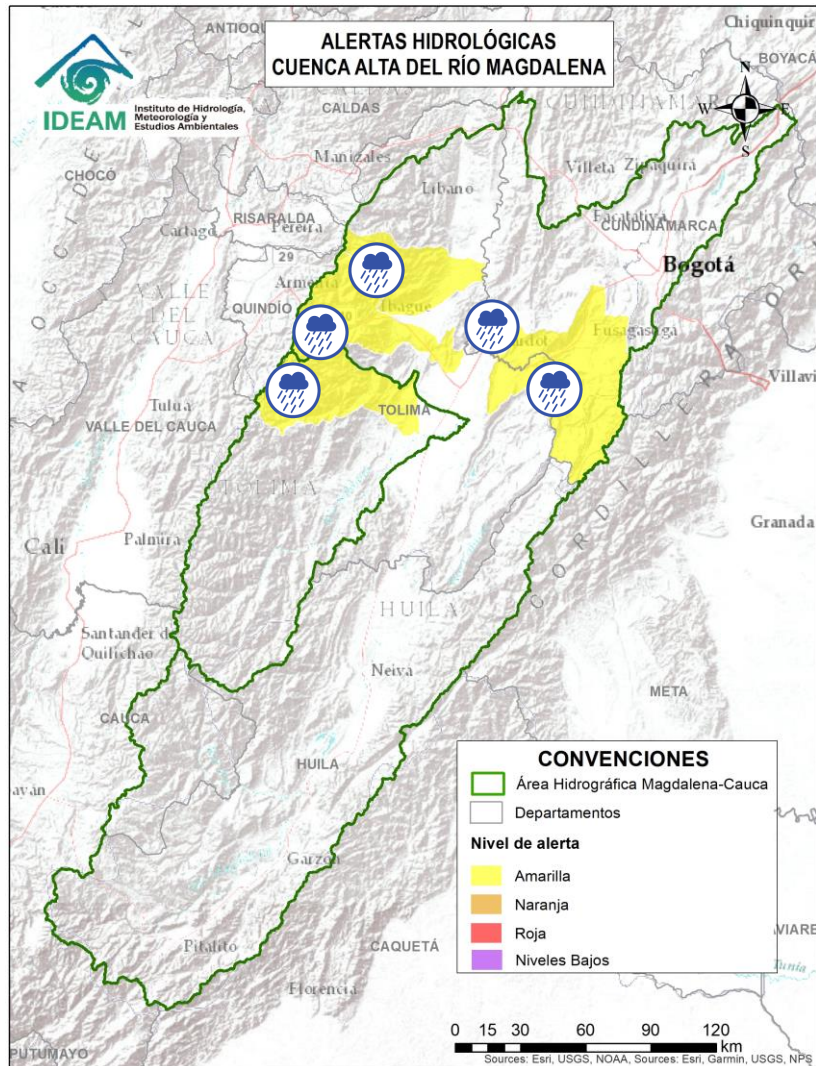 ALERTAS HIDROLÓGICAS
CUENCA ALTA DEL RÍO MAGDALENA
IDEAM
Instituto de Hidrología,
Meteorología y
Estudios Ambientales
Chiquinquir
BOYACÁ
CALDAS
N
W
E
S
CHOCÓ
Manizales
Villeta
Zipaquirá
Líbano
RISARALDA
Cartago
Pereira
Facatativá
CUNDINAMARCA
29
Bogotá
Armenia
QUINDÍO
Ibagué
VALLE
DEL
CAUCA
Fusagasugá
Villavi
Tuluá
VALLE DEL CAUCA
TOLIMA
TOLIMA
CORDILLERA OR
Granada
Cali
Palmira
HUILA
Santander de
Quilichao
Neiva
META
CAUCA
HUILA
Garzón
Pitalito
CAQUETÁ
Florencia
PUTUMAYO
CONVENCIONES
Área Hidrográfica Magdalena-Cauca
Departamentos
Nivel de alerta
Amarilla
Naranja
Roja
Niveles Bajos
VIARE
Tunía
0 15 30 60 90 120
km
Sources: Esri, USGS, NOAA, Sources: Esri, Garmin, USGS, NPS